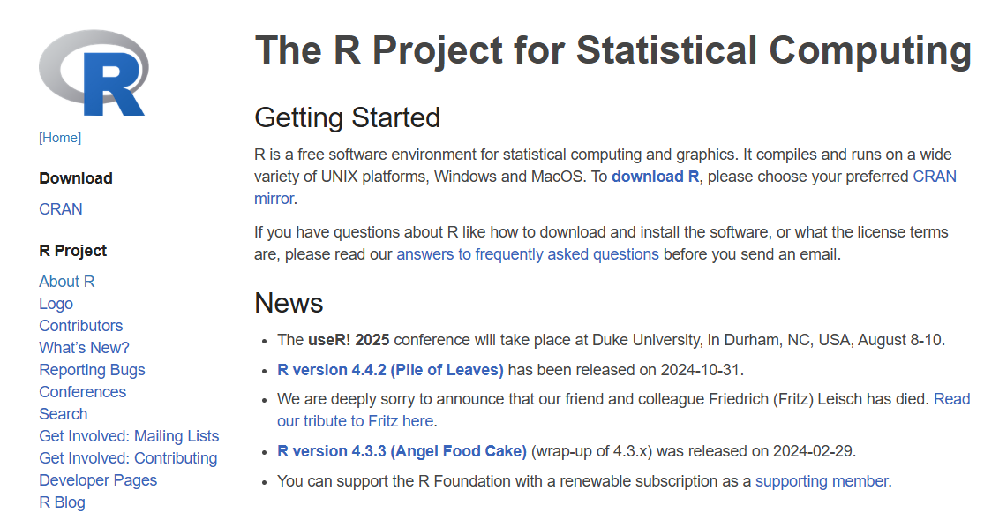 R
[Home]
Download
CRAN
R Project
About R
Logo
Contributors
What’s New?
Reporting Bugs
Conferences
Search
Get Involved: Mailing Lists
Get Involved: Contributing
Developer Pages
R Blog
The R Project for Statistical Computing
Getting Started
R is a free software environment for statistical computing and graphics. It compiles and runs on a wide
variety of UNIX platforms, Windows and MacOS. To download R, please choose your preferred CRAN
mirror.
If you have questions about R like how to download and install the software, or what the license terms
are, please read our answers to frequently asked questions before you send an email.
News
• The useR! 2025 conference will take place at Duke University, in Durham, NC, USA, August 8-10.
• R version 4.4.2 (Pile of Leaves) has been released on 2024-10-31.
• We are deeply sorry to announce that our friend and colleague Friedrich (Fritz) Leisch has died. Read
our tribute to Fritz here.
• R version 4.3.3 (Angel Food Cake) (wrap-up of 4.3.x) was released on 2024-02-29.
• You can support the R Foundation with a renewable subscription as a supporting member.